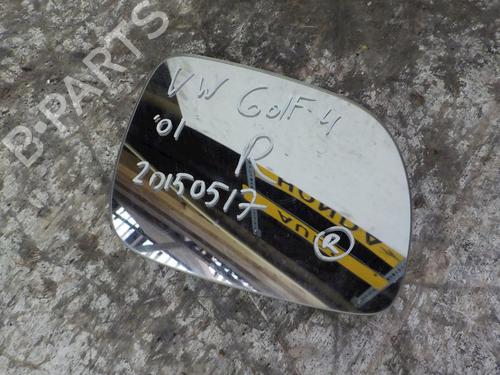 B-PARTS
VW Golf 4
'01 R
20150517
R
HONDA